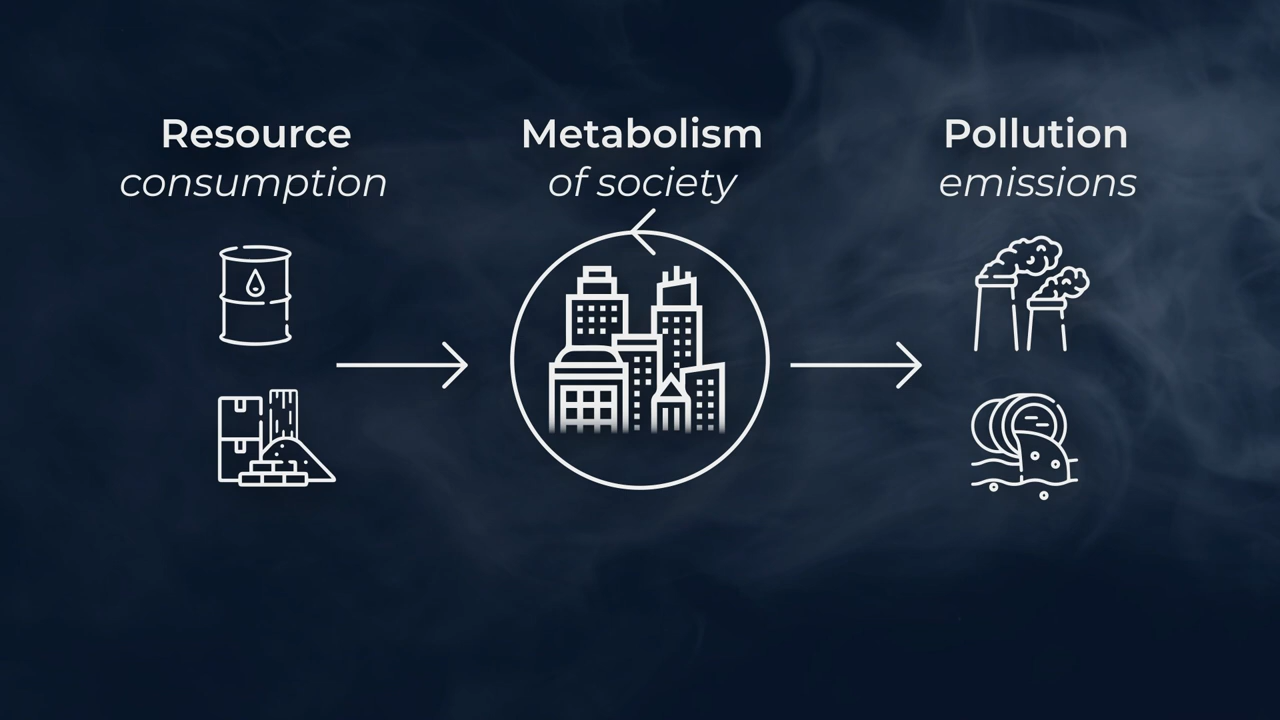 Resource
consumption
Metabolism
of society
Pollution
emissions